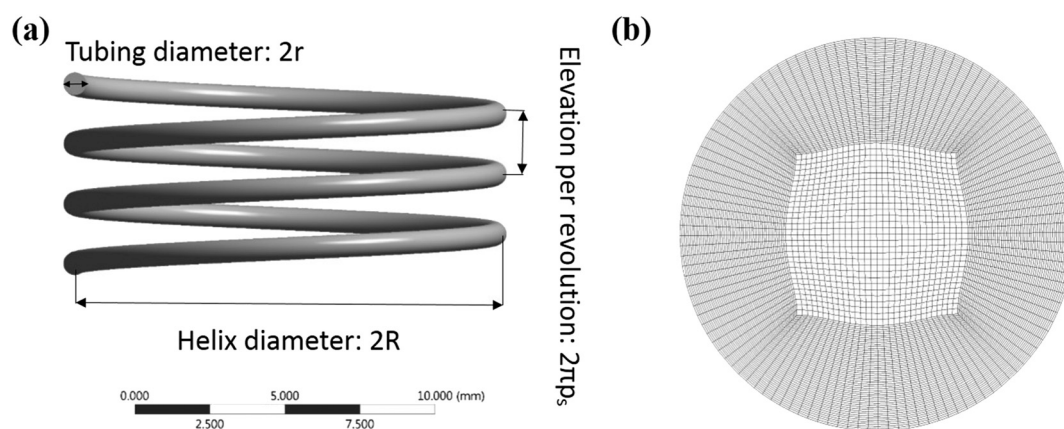 (a)
Tubing diameter: 2r
Elevation per revolution: 2πpₛ
Helix diameter: 2R
0.000 5.000 10.000 (mm)
2.500 7.500
(b)